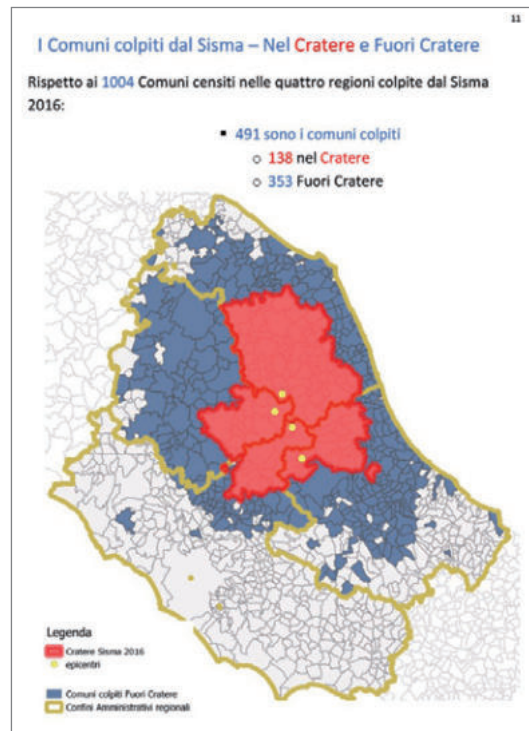 11
I Comuni colpiti dal Sisma – Nel Cratere e Fuori Cratere
Rispetto ai 1004 Comuni censiti nelle quattro regioni colpite dal Sisma
2016:
▪ 491 sono i comuni colpiti
○ 138 nel Cratere
○ 353 Fuori Cratere
Legenda
Cratere Sisma 2016
epicentri
Comuni colpiti Fuori Cratere
Confini Amministrativi regionali